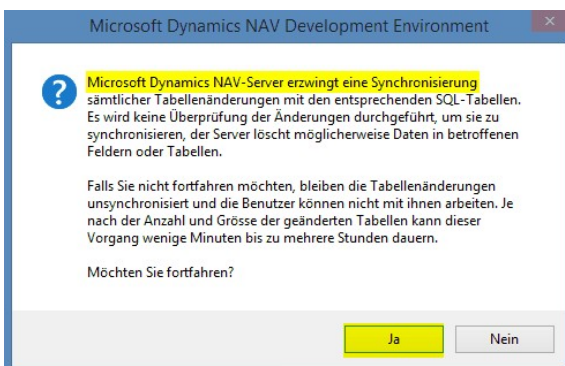 Microsoft Dynamics NAV Development Environment
Microsoft Dynamics NAV-Server erzwingt eine Synchronisierung
sämtlicher Tabellenänderungen mit den entsprechenden SQL-Tabellen.
Es wird keine Überprüfung der Änderungen durchgeführt, um sie zu
synchronisieren, der Server löscht möglicherweise Daten in betroffenen
Feldern oder Tabellen.
Falls Sie nicht fortfahren möchten, bleiben die Tabellenänderungen
unsynchronisiert und die Benutzer können nicht mit ihnen arbeiten. Je
nach der Anzahl und Grösse der geänderten Tabellen kann dieser
Vorgang wenige Minuten bis zu mehrere Stunden dauern.
Möchten Sie fortfahren?
Ja Nein